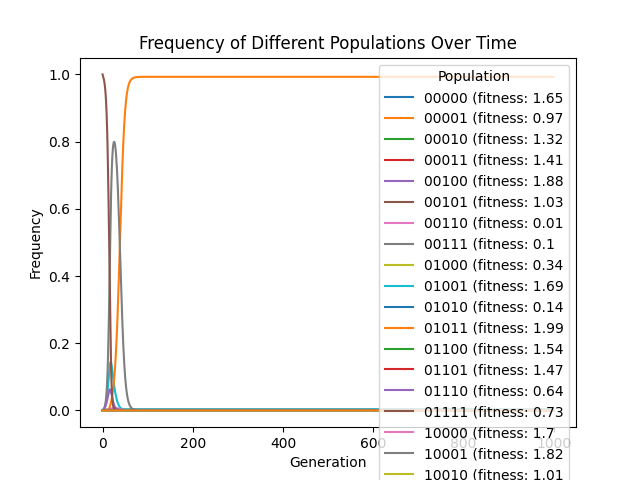 Frequency of Different Populations Over Time
1.0
0.8
0.6
0.4
0.2
0.0
Frequency
0
200
400
600
800
1000
Generation
Population
00000 (fitness: 1.65
00001 (fitness: 0.97
00010 (fitness: 1.32
00011 (fitness: 1.41
00100 (fitness: 1.88
00101 (fitness: 1.03
00110 (fitness: 0.01
00111 (fitness: 0.1
01000 (fitness: 0.34
01001 (fitness: 1.69
01010 (fitness: 0.14
01011 (fitness: 1.99
01100 (fitness: 1.54
01101 (fitness: 1.47
01110 (fitness: 0.64
01111 (fitness: 0.73
10000 (fitness: 1.7
10001 (fitness: 1.82
10010 (fitness: 1.01